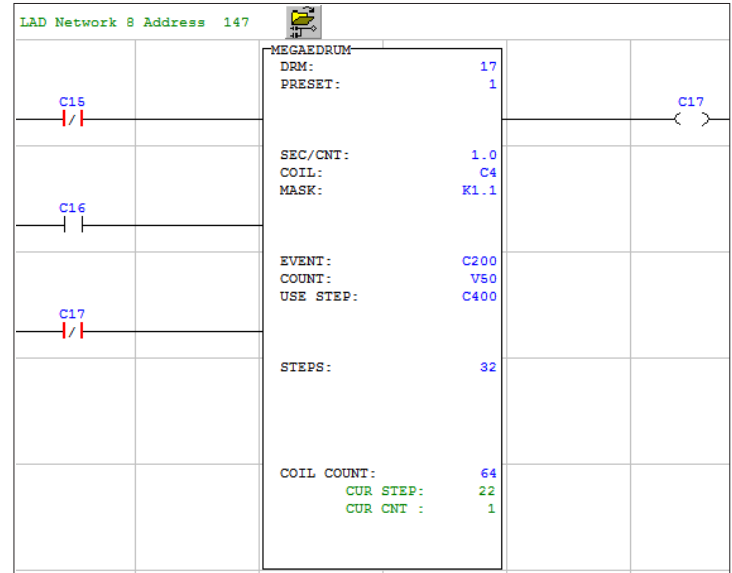 LAD Network 8 Address 147
MEGAEDRUM
DRM: 17
PRESET: 1
C15
C17
SEC/CNT: 1.0
COIL: C4
MASK: K1.1
C16
EVENT: C200
COUNT: V50
USE STEP: C400
C17
STEPS: 32
COIL COUNT: 64
CUR STEP: 22
CUR CNT : 1